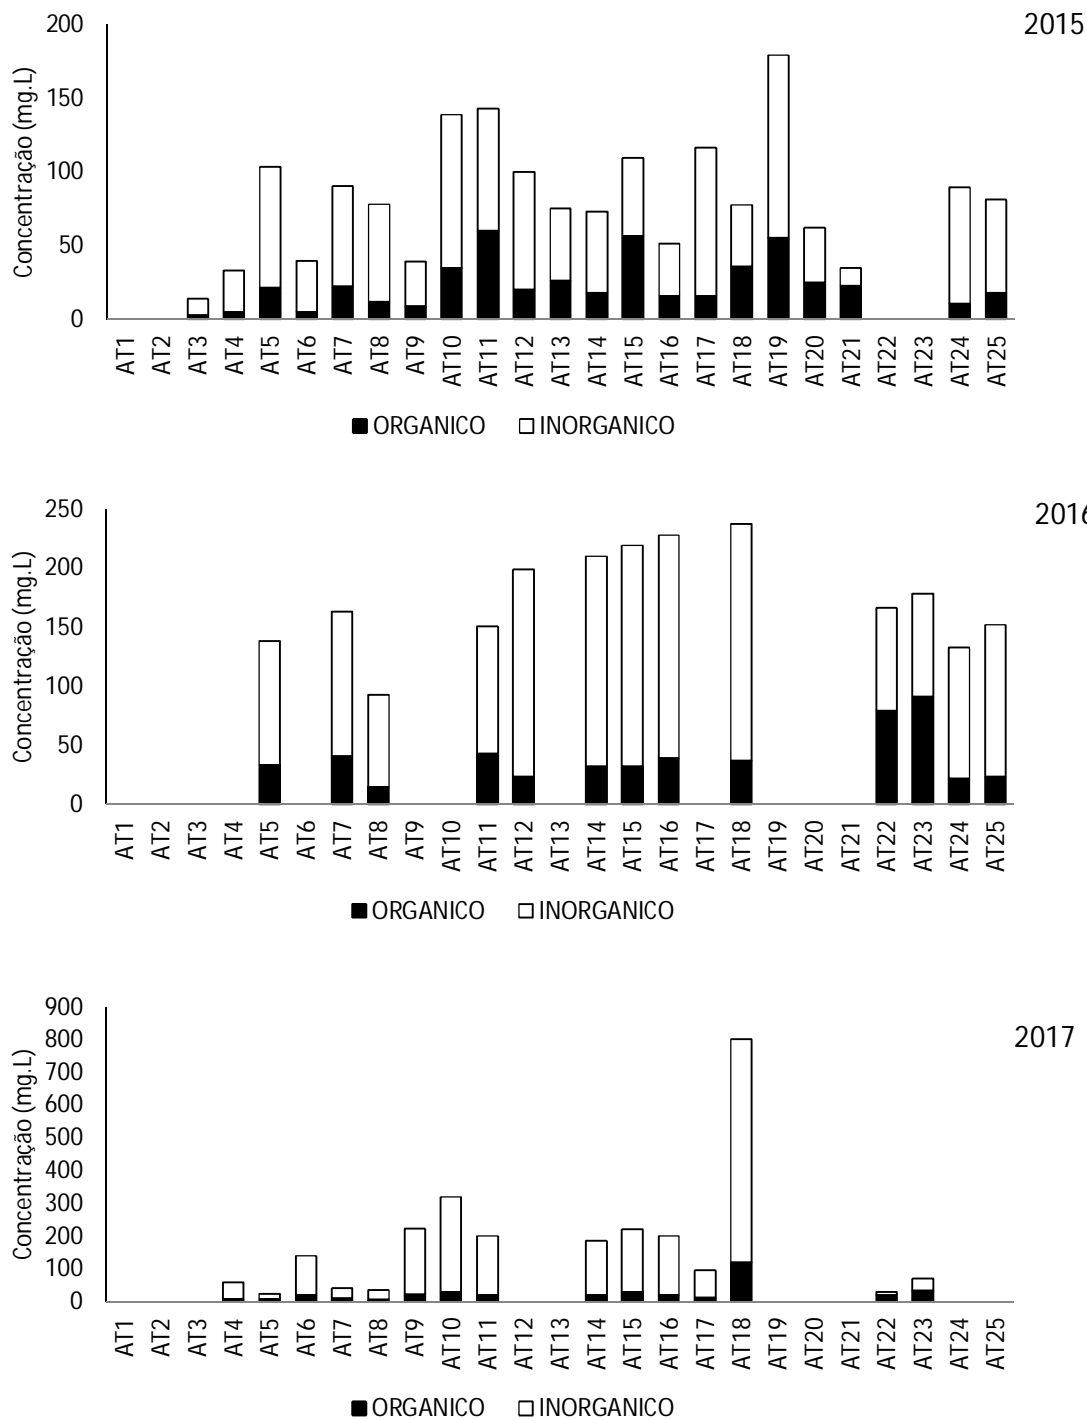 2015
Concentração (mg.L)
200
150
100
50
0
AT1 AT2 AT3 AT4 AT5 AT6 AT7 AT8 AT9 AT10 AT11 AT12 AT13 AT14 AT15 AT16 AT17 AT18 AT19 AT20 AT21 AT22 AT23 AT24 AT25
ORGANICO INORGANICO
2016
Concentração (mg.L)
250
200
150
100
50
0
AT1 AT2 AT3 AT4 AT5 AT6 AT7 AT8 AT9 AT10 AT11 AT12 AT13 AT14 AT15 AT16 AT17 AT18 AT19 AT20 AT21 AT22 AT23 AT24 AT25
ORGANICO INORGANICO
2017
Concentração (mg.L)
900
800
700
600
500
400
300
200
100
0
AT1 AT2 AT3 AT4 AT5 AT6 AT7 AT8 AT9 AT10 AT11 AT12 AT13 AT14 AT15 AT16 AT17 AT18 AT19 AT20 AT21 AT22 AT23 AT24 AT25
ORGANICO INORGANICO